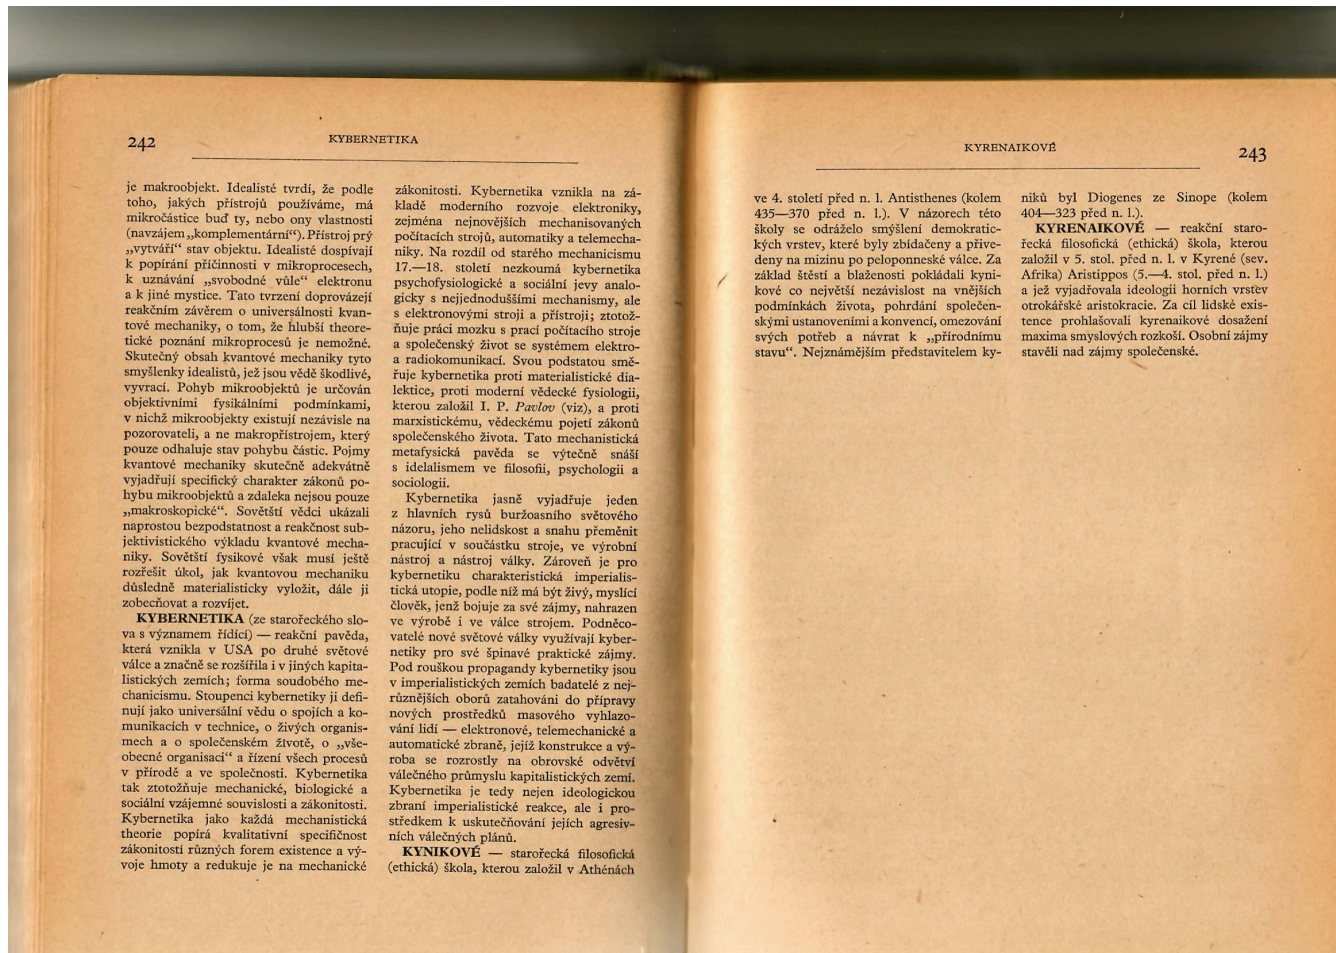 242
KYBERNETIKA
je makroobjekt. Idealisté tvrdí, že podle
toho, jakých přístrojů používáme, má
mikročástice buď ty, nebo ony vlastnosti
(navzájem „komplementární“). Přístroj prý
„vytváří“ stav objektu. Idealisté dospívají
k popírání příčinnosti v mikroprocesech,
k uznávání „svobodné vůle“ elektronu
a k jiné mystice. Tato tvrzení doprovázejí
reakčním závěrem o universálnosti kvan-
tové mechaniky, o tom, že hlubší theore-
tické poznání mikroprocesů je nemožné.
Skutečný obsah kvantové mechaniky tyto
smyšlenky idealistů, jež jsou vědě škodlivé,
vyvrací. Pohyb mikroobjektů je určován
objektivními fysikálními podmínkami,
v nichž mikroobjekty existují nezávisle na
pozorovateli, a ne makropřístrojem, který
pouze odhaluje stav pohybu částic. Pojmy
kvantové mechaniky skutečně adekvátně
vyjadřují specifický charakter zákonů po-
hybu mikroobjektů a zdaleka nejsou pouze
„makroskopické“. Sovětští vědci ukázali
naprostou bezpodstatnost a reakčnost sub-
jektivistického výkladu kvantové mecha-
niky. Sovětští fysikové však musí ještě
rozřešit úkol, jak kvantovou mechaniku
důsledně materialisticky vyložit, dále ji
zobecňovat a rozvíjet.
KYBERNETIKA (ze starořeckého slo-
va s významem řídící) — reakční pavěda,
která vznikla v USA po druhé světové
válce a značně se rozšířila i v jiných kapita-
listických zemích; forma soudobého me-
chanicismu. Stoupenci kybernetiky ji defi-
nují jako universální vědu o spojích a ko-
munikacích v technice, o živých organis-
mech a o společenském životě, o „vše-
obecné organisaci“ a řízení všech procesů
v přírodě a ve společnosti. Kybernetika
tak ztotožňuje mechanické, biologické a
sociální vzájemné souvislosti a zákonitosti.
Kybernetika jako každá mechanistická
theorie popírá kvalitativní specifičnost
zákonitostí různých forem existence a vý-
voje hmoty a redukuje je na mechanické
zákonitosti. Kybernetika vznikla na zá-
kladě moderního rozvoje elektroniky,
zejména nejnovějších mechanisovaných
počítacích strojů, automatiky a telemecha-
niky. Na rozdíl od starého mechanicismu
17.—18. století nezkoumá kybernetika
psychofysiologické a sociální jevy analo-
gicky s nejjednoduššími mechanismy, ale
s elektronovými stroji a přístroji; ztotož-
ňuje práci mozku s prací počítacího stroje
a společenský život se systémem elektro-
a radiokomunikací. Svou podstatou smě-
řuje kybernetika proti materialistické dia-
lektice, proti moderní vědecké fysiologii,
kterou založil I. P. Pavlov (viz), a proti
marxistickému, vědeckému pojetí zákonů
společenského života. Tato mechanistická
metafysická pavěda se výtečně snáší
s idelalismem ve filosofii, psychologii a
sociologii.
Kybernetika jasně vyjadřuje jeden
z hlavních rysů buržoasního světového
názoru, jeho nelidskost a snahu přeměnit
pracující v součástku stroje, ve výrobní
nástroj a nástroj války. Zároveň je pro
kybernetiku charakteristická imperialis-
tická utopie, podle níž má být živý, myslící
člověk, jenž bojuje za své zájmy, nahrazen
ve výrobě i ve válce strojem. Podněco-
vatelé nové světové války využívají kyber-
netiky pro své špinavé praktické zájmy.
Pod rouškou propagandy kybernetiky jsou
v imperialistických zemích badatelé z nej-
různějších oborů zatahováni do přípravy
nových prostředků masového vyhlazo-
vání lidí — elektronové, telemechanické a
automatické zbraně, jejíž konstrukce a vý-
roba se rozrostly na obrovské odvětví
válečného průmyslu kapitalistických zemí.
Kybernetika je tedy nejen ideologickou
zbraní imperialistické reakce, ale i pro-
středkem k uskutečňování jejích agresiv-
ních válečných plánů.
KYNIKOVÉ — starořecká filosofická
(ethická) škola, kterou založil v Athénách
KYRENAIKOVÉ
243
ve 4. století před n. l. Antisthenes (kolem
435—370 před n. l.). V názorech této
školy se odráželo smýšlení demokratic-
kých vrstev, které byly zbídačeny a přive-
deny na mizinu po peloponneské válce. Za
základ štěstí a blaženosti pokládali kyni-
kové co největší nezávislost na vnějších
podmínkách života, pohrdání společen-
skými ustanoveními a konvencí, omezování
svých potřeb a návrat k „přírodnímu
stavu“. Nejznámějším představitelem ky-
niků byl Diogenes ze Sinope (kolem
404—323 před n. l.).
KYRENAIKOVÉ — reakční staro-
řecká filosofická (ethická) škola, kterou
založil v 5. stol. před n. l. v Kyrené (sev.
Afrika) Aristippos (5.—4. stol. před n. l.)
a jež vyjadřovala ideologii horních vrstev
otrokářské aristokracie. Za cíl lidské exis-
tence prohlašovali kyrenaikové dosažení
maxima smyslových rozkoší. Osobní zájmy
stavěli nad zájmy společenské.